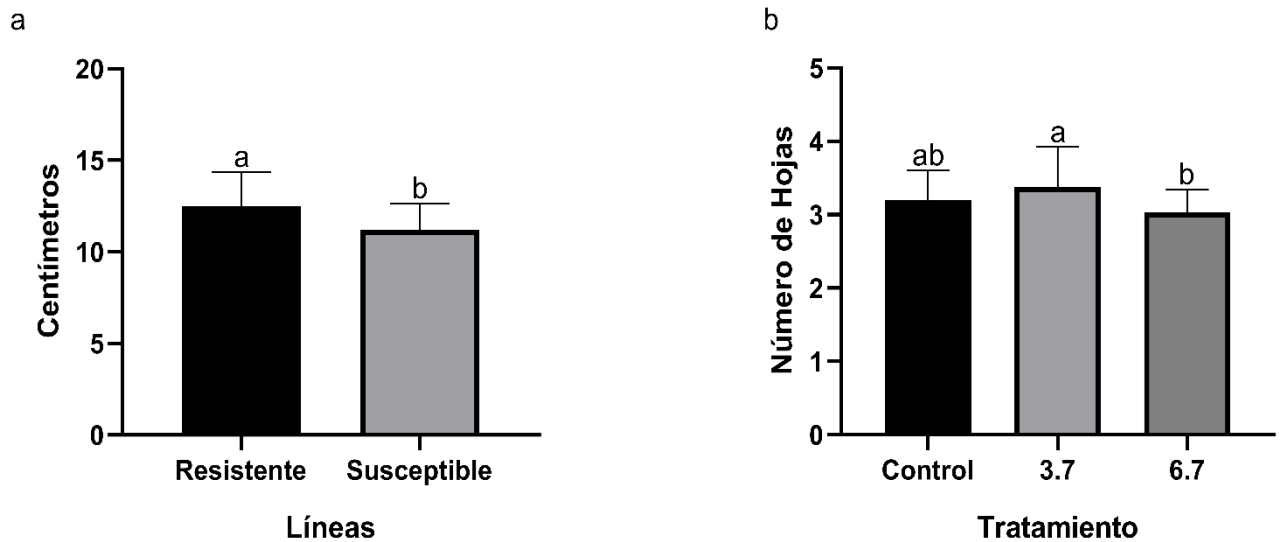 a
20
15
10
5
0
Centímetros
a
b
Resistente
Susceptible
Líneas
b
5
4
3
2
1
0
Número de Hojas
ab
a
b
Control
3.7
6.7
Tratamiento